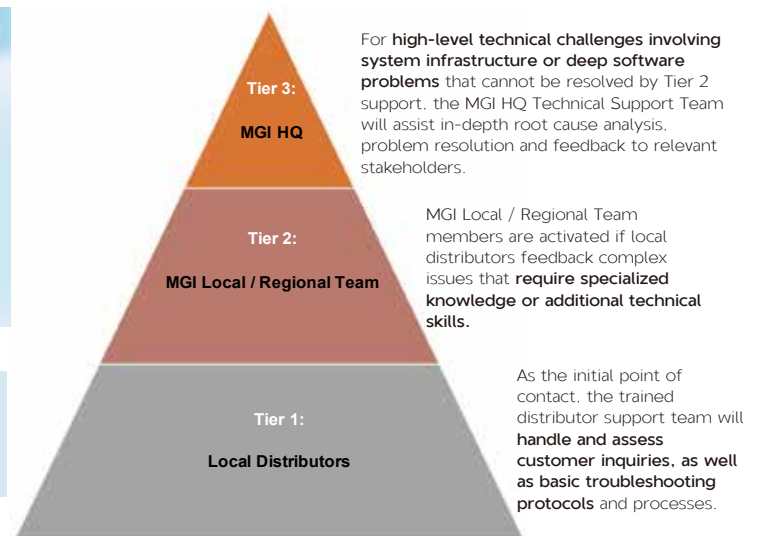 For high-level technical challenges involving
system infrastructure or deep software
problems that cannot be resolved by Tier 2
support. the MGI HQ Technical Support Team
will assist in-depth root cause analysis.
problem resolution and feedback to relevant
stakeholders.
Tier 3:
MGI HQ
MGI Local / Regional Team
members are activated if local
distributors feedback complex
issues that require specialized
knowledge or additional technical
skills.
Tier 2:
MGI Local / Regional Team
As the initial point of
contact. the trained
distributor support team will
handle and assess
customer inquiries, as well
as basic troubleshooting
protocols and processes.
Tier 1:
Local Distributors